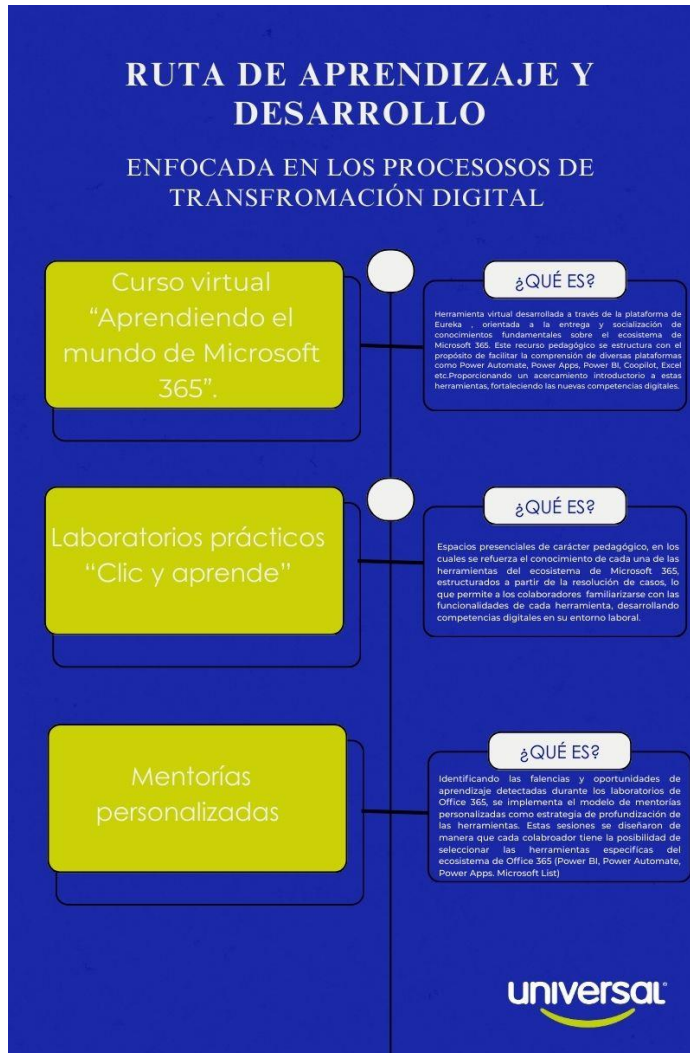 RUTA DE APRENDIZAJE Y
DESARROLLO
ENFOCADA EN LOS PROCESOSOS DE
TRANSFROMACIÓN DIGITAL
Curso virtual
“Aprendiendo el
mundo de Microsoft
365”.
¿QUÉ ES?
Herramienta virtual desarrollada a través de la plataforma de
Eureka , orientada a la entrega y socialización de
conocimientos fundamentales sobre el ecosistema de
Microsoft 365. Este recurso pedagógico se estructura con el
propósito de facilitar la comprensión de diversas plataformas
como Power Automate, Power Apps, Power BI, Coopilot, Excel
etc.Proporcionando un acercamiento introductorio a estas
herramientas, fortaleciendo las nuevas competencias digitales.
Laboratorios prácticos
“Clic y aprende”
¿QUÉ ES?
Espacios presenciales de carácter pedagógico, en los
cuales se refuerza el conocimiento de cada una de las
herramientas del ecosistema de Microsoft 365,
estructurados a partir de la resolución de casos, lo
que permite a los colaboradores familiarizarse con las
funcionalidades de cada herramienta, desarrollando
competencias digitales en su entorno laboral.
Mentorías
personalizadas
¿QUÉ ES?
Identificando las falencias y oportunidades de
aprendizaje detectadas durante los laboratorios de
Office 365, se implementa el modelo de mentorías
personalizadas como estrategia de profundización de
las herramientas. Estas sesiones se diseñaron de
manera que cada colabroador tiene la posibilidad de
seleccionar las herramientas especificas del
ecosistema de Office 365 (Power BI, Power Automate,
Power Apps. Microsoft List)
universal